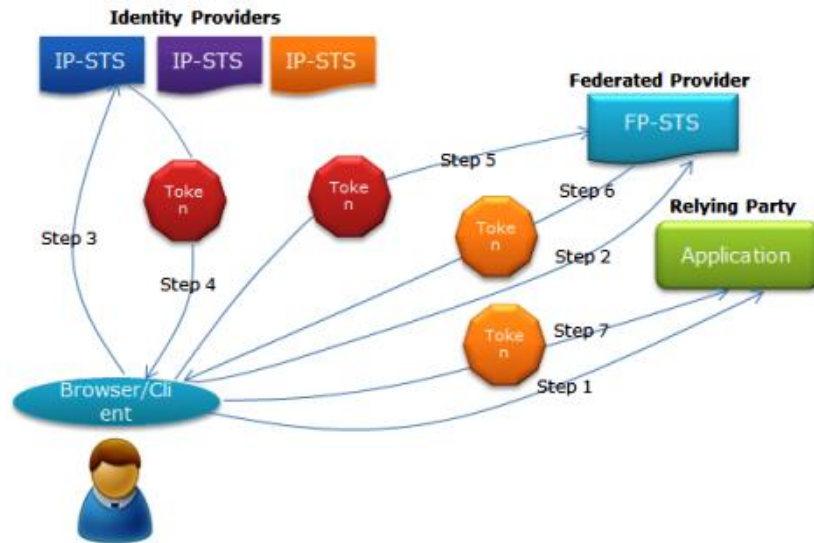 Identity Providers
IP-STS
IP-STS
IP-STS
Federated Provider
FP-STS
Step 5
Toke
n
Toke
n
Step 6
Relying Party
Toke
n
Step 3
Step 2
Application
Step 4
Toke
n
Step 7
Browser/Cli
ent
Step 1